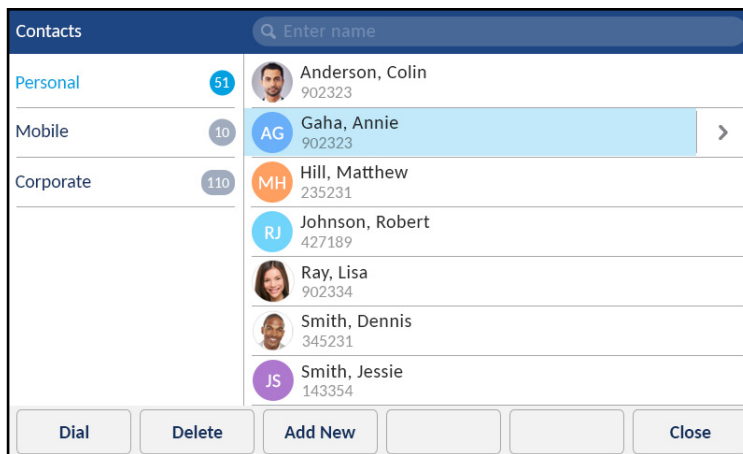 Contacts
Enter name
Personal 51
Mobile 10
Corporate 110
Anderson, Colin
902323
AG Gaha, Annie
902323
MH Hill, Matthew
235231
RJ Johnson, Robert
427189
Ray, Lisa
902334
Smith, Dennis
345231
JS Smith, Jessie
143354
Dial Delete Add New Close